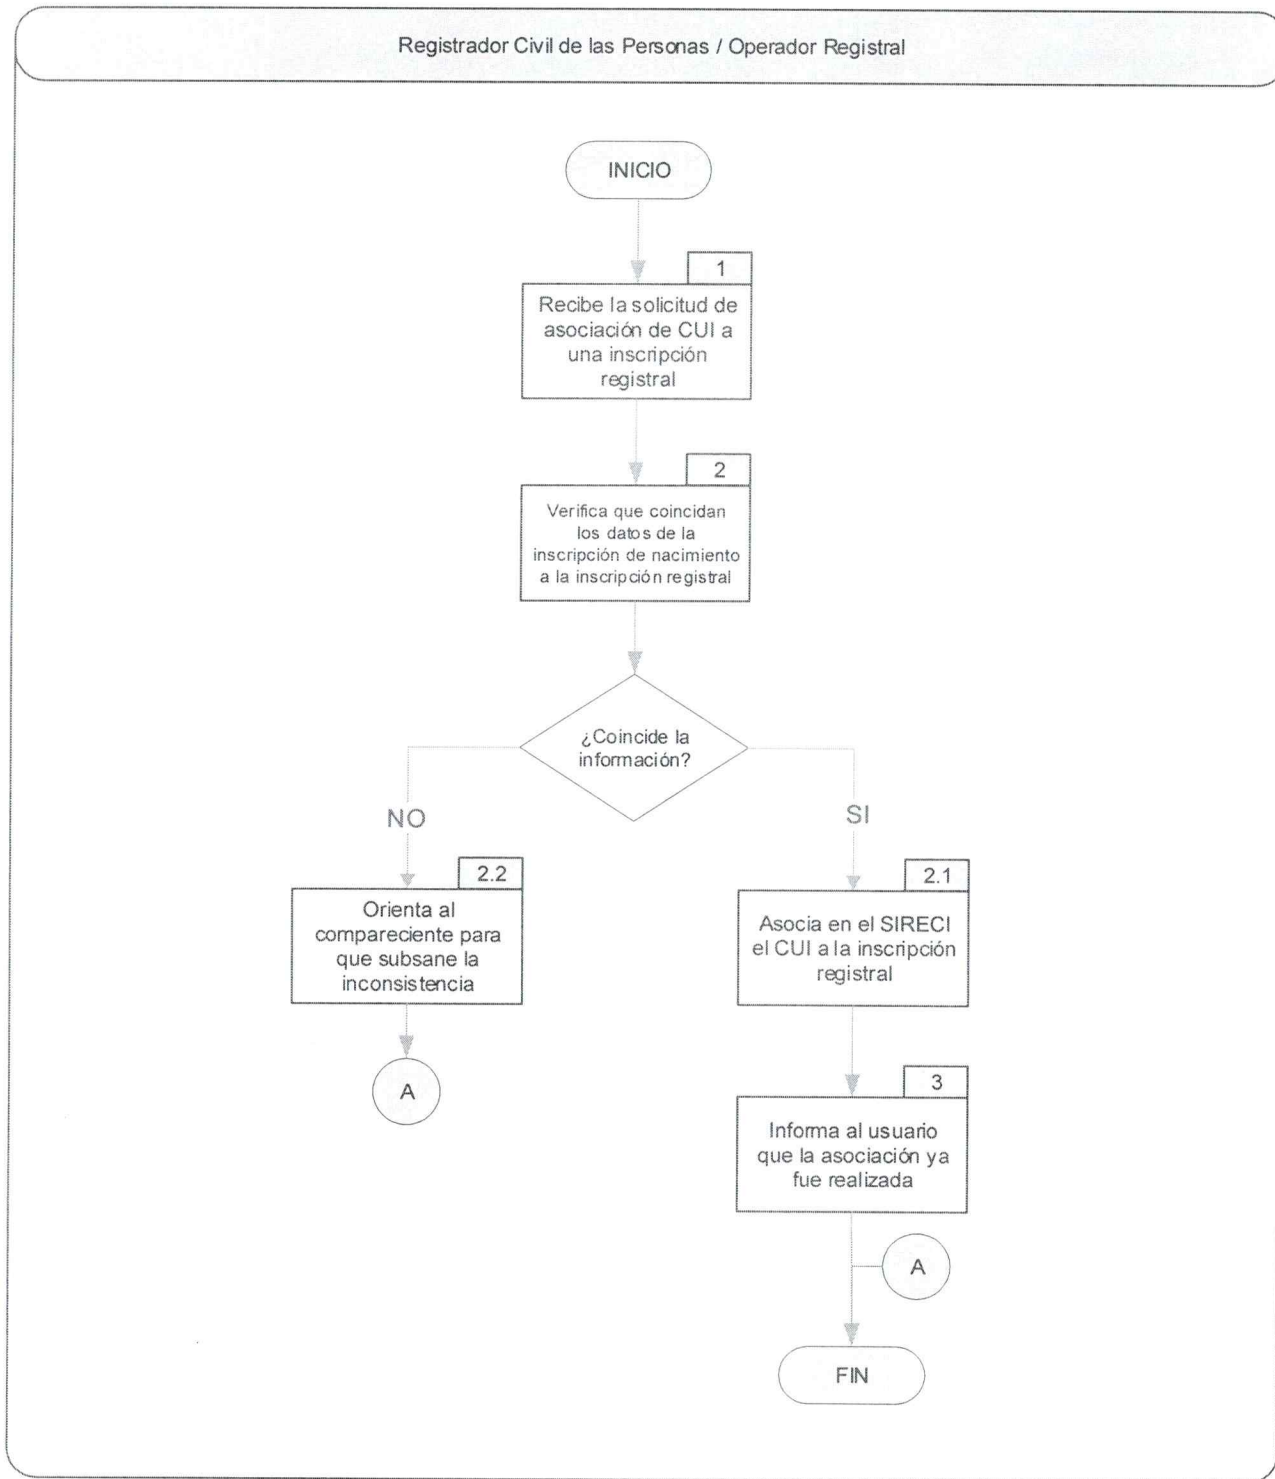 Registrador Civil de las Personas / Operador Registral
INICIO
1
Recibe la solicitud de
asociación de CUI a
una inscripción
registral
2
Verifica que coincidan
los datos de la
inscripción de nacimiento
a la inscripción registral
¿Coincide la
información?
NO
SI
2.2
Orienta al
compareciente para
que subsane la
inconsistencia
A
2.1
Asocia en el SIRECI
el CUI a la inscripción
registral
3
Informa al usuario
que la asociación ya
fue realizada
A
FIN